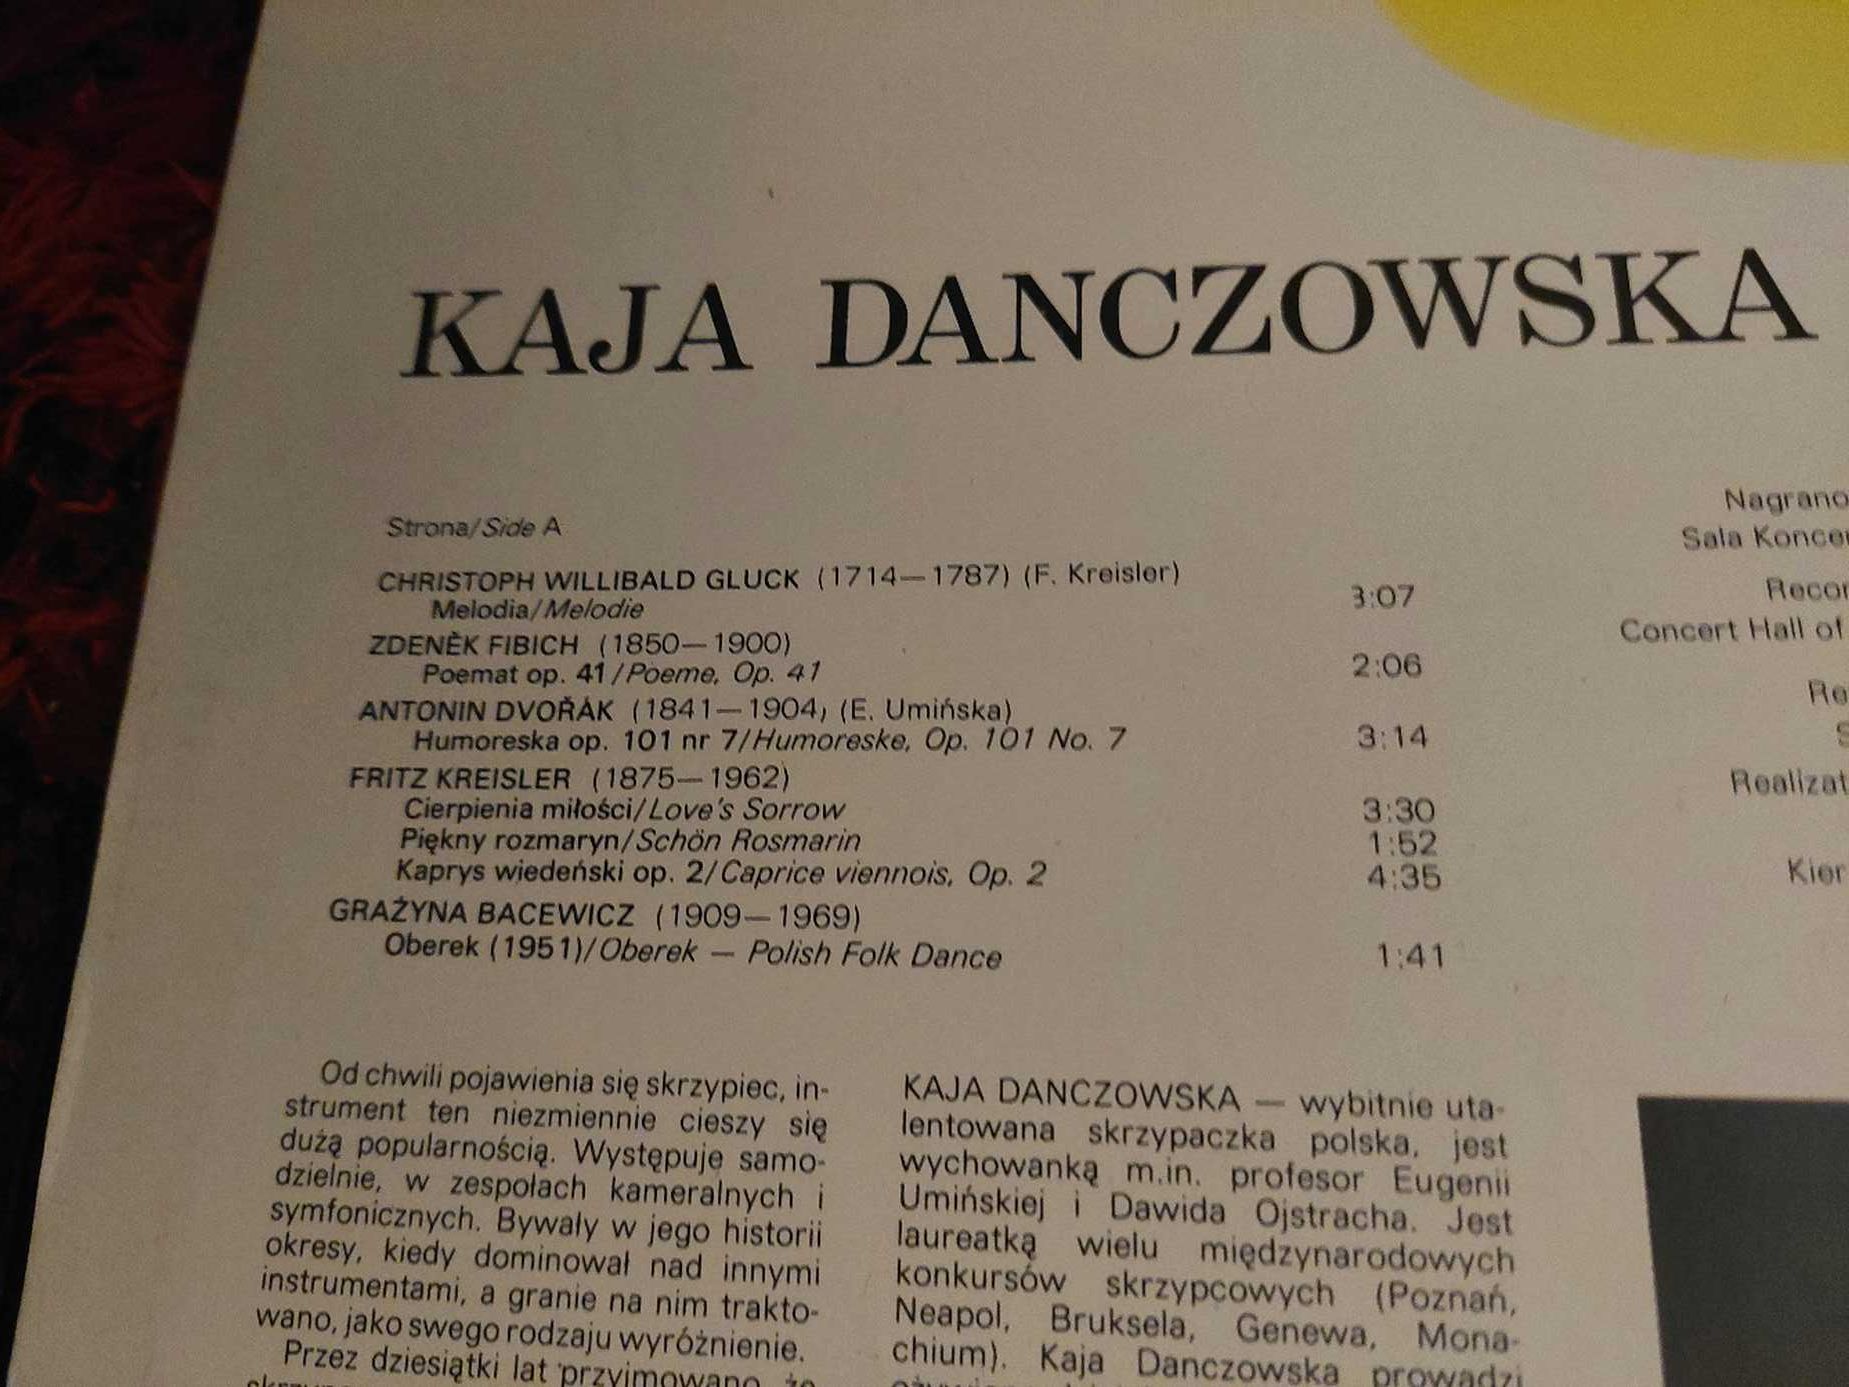 KAJA DANCZOWSKA
Strona/Side A
CHRISTOPH WILLIBALD GLUCK (1714—1787) (F. Kreisler)
Melodia/Melodie 3:07
ZDENĚK FIBICH (1850—1900)
Poemat op. 41/Poeme, Op. 41 2:06
ANTONIN DVOŘÁK (1841—1904) (E. Umińska)
Humoreska op. 101 nr 7/Humoreske, Op. 101 No. 7 3:14
FRITZ KREISLER (1875—1962)
Cierpienia miłości/Love's Sorrow 3:30
Piękny rozmaryn/Schön Rosmarin 1:52
Kaprys wiedeński op. 2/Caprice viennois, Op. 2 4:35
GRAŻYNA BACEWICZ (1909—1969)
Oberek (1951)/Oberek — Polish Folk Dance 1:41
Nagrano
Sala Koncer
Recor
Concert Hall of
Re
S
Realizat
Kier
Od chwili pojawienia się skrzypiec, in-
strument ten niezmiennie cieszy się
dużą popularnością. Występuje samo-
dzielnie, w zespołach kameralnych i
symfonicznych. Bywały w jego historii
okresy, kiedy dominował nad innymi
instrumentami, a granie na nim trakto-
wano, jako swego rodzaju wyróżnienie.
Przez dziesiątki lat przyjmowano, że
KAJA DANCZOWSKA — wybitnie uta-
lentowana skrzypaczka polska, jest
wychowanką m.in. profesor Eugenii
Umińskiej i Dawida Ojstracha. Jest
laureatką wielu międzynarodowych
konkursów skrzypcowych (Poznań,
Neapol, Bruksela, Genewa, Mona-
chium). Kaja Danczowska prowadzi